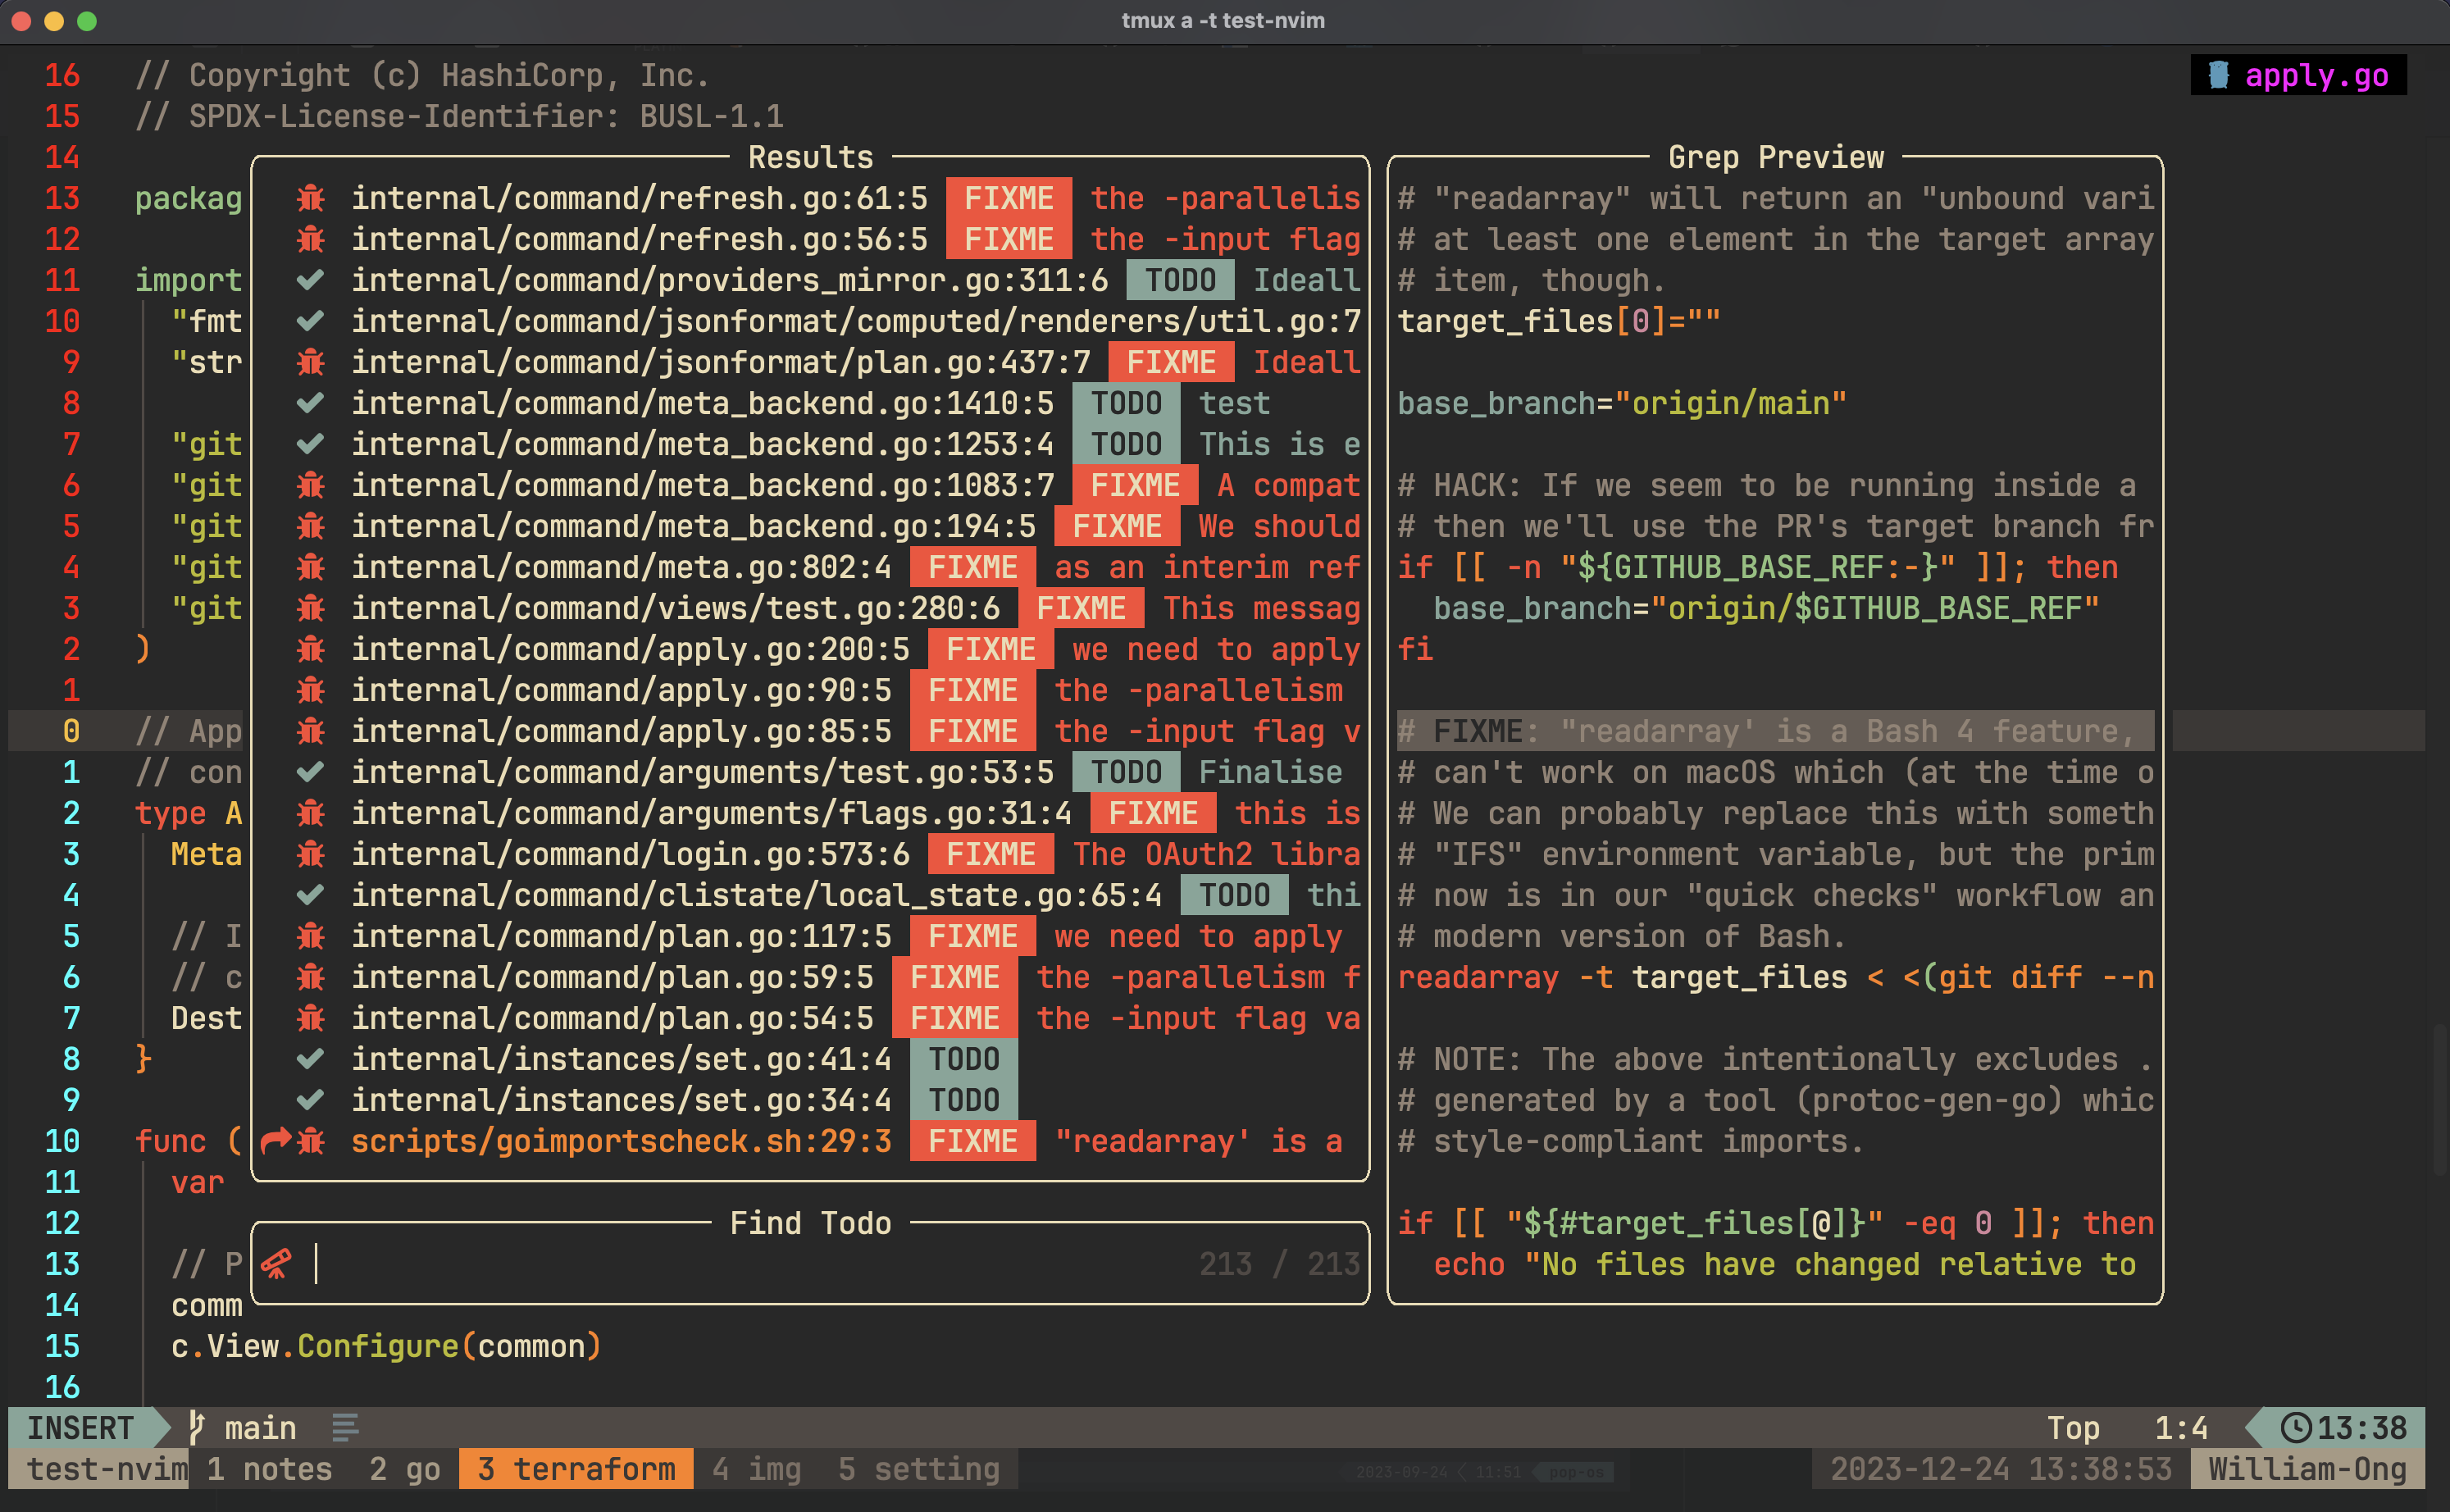 tmux a -t test-nvim
16 // Copyright (c) HashiCorp, Inc.
apply.go
15 // SPDX-License-Identifier: BUSL-1.1
14
13 packag
12
11 import
10 "fmt
9 "str
8
7 "git
6 "git
5 "git
4 "git
3 "git
2 )
1
0 // App
1 // con
2 type A
3 Meta
4
5 // I
6 // c
7 Dest
8 }
9
10 func (
11 var
12
13 // P
14 comm
15 c.View.Configure(common)
16
Results
internal/command/refresh.go:61:5 FIXME the -parallelis
internal/command/refresh.go:56:5 FIXME the -input flag
internal/command/providers_mirror.go:311:6 TODO Ideall
internal/command/jsonformat/computed/renderers/util.go:7
internal/command/jsonformat/plan.go:437:7 FIXME Ideall
internal/command/meta_backend.go:1410:5 TODO test
internal/command/meta_backend.go:1253:4 TODO This is e
internal/command/meta_backend.go:1083:7 FIXME A compat
internal/command/meta_backend.go:194:5 FIXME We should
internal/command/meta.go:802:4 FIXME as an interim ref
internal/command/views/test.go:280:6 FIXME This messag
internal/command/apply.go:200:5 FIXME we need to apply
internal/command/apply.go:90:5 FIXME the -parallelism
internal/command/apply.go:85:5 FIXME the -input flag v
internal/command/arguments/test.go:53:5 TODO Finalise
internal/command/arguments/flags.go:31:4 FIXME this is
internal/command/login.go:573:6 FIXME The OAuth2 libra
internal/command/clistate/local_state.go:65:4 TODO thi
internal/command/plan.go:117:5 FIXME we need to apply
internal/command/plan.go:59:5 FIXME the -parallelism f
internal/command/plan.go:54:5 FIXME the -input flag va
internal/instances/set.go:41:4 TODO
internal/instances/set.go:34:4 TODO
scripts/goimportscheck.sh:29:3 FIXME "readarray' is a
Find Todo
213 / 213
Grep Preview
# "readarray" will return an "unbound vari
# at least one element in the target array
# item, though.
target_files[0]=""
base_branch="origin/main"
# HACK: If we seem to be running inside a
# then we'll use the PR's target branch fr
if [[ -n "${GITHUB_BASE_REF:-}" ]]; then
base_branch="origin/$GITHUB_BASE_REF"
fi
# FIXME: "readarray' is a Bash 4 feature,
# can't work on macOS which (at the time o
# We can probably replace this with someth
# "IFS" environment variable, but the prim
# now is in our "quick checks" workflow an
# modern version of Bash.
readarray -t target_files < <(git diff --n
# NOTE: The above intentionally excludes .
# generated by a tool (protoc-gen-go) whic
# style-compliant imports.
if [[ "${#target_files[@]}" -eq 0 ]]; then
echo "No files have changed relative to
INSERT main Top 1:4 13:38
test-nvim 1 notes 2 go 3 terraform 4 img 5 setting 2023-09-24 11:51 pop-os 2023-12-24 13:38:53 William-Ong